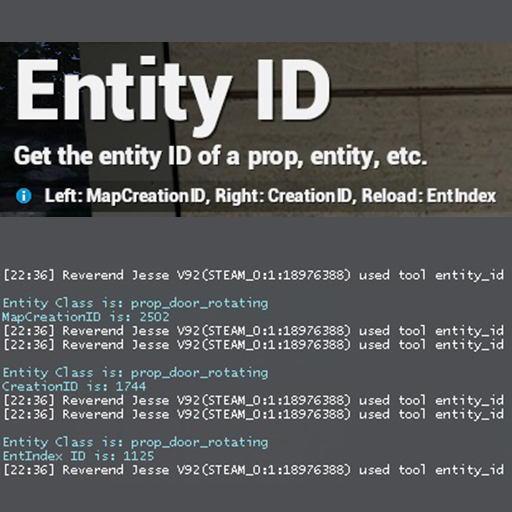 Entity ID
Get the entity ID of a prop, entity, etc.
Left: MapCreationID, Right: CreationID, Reload: EntIndex
[22:36] Reverend Jesse V92(STEAM_0:1:18976388) used tool entity_id
Entity Class is: prop_door_rotating
MapCreationID is: 2502
[22:36] Reverend Jesse V92(STEAM_0:1:18976388) used tool entity_id
[22:36] Reverend Jesse V92(STEAM_0:1:18976388) used tool entity_id
Entity Class is: prop_door_rotating
CreationID is: 1744
[22:36] Reverend Jesse V92(STEAM_0:1:18976388) used tool entity_id
[22:36] Reverend Jesse V92(STEAM_0:1:18976388) used tool entity_id
Entity Class is: prop_door_rotating
EntIndex ID is: 1125
[22:36] Reverend Jesse V92(STEAM_0:1:18976388) used tool entity_id